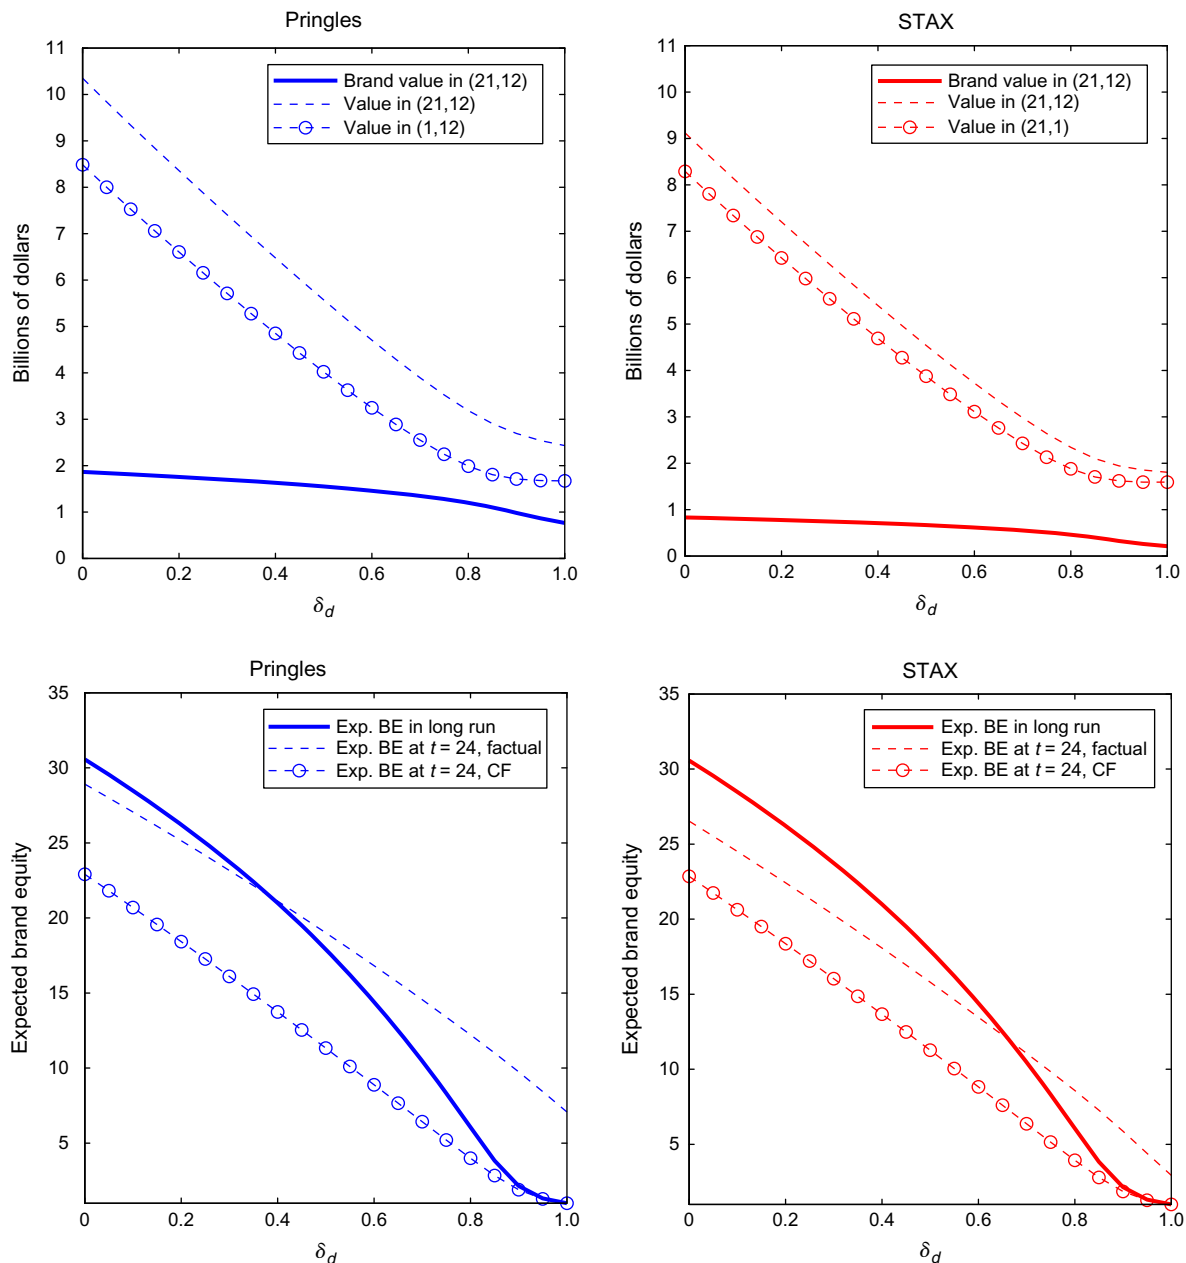 Pringles
11
10
9
8
7
6
5
4
3
2
1
0
Billions of dollars
Brand value in (21,12)
Value in (21,12)
Value in (1,12)
0
0.2
0.4
0.6
0.8
1.0
δd
STAX
11
10
9
8
7
6
5
4
3
2
1
0
Billions of dollars
Brand value in (21,12)
Value in (21,12)
Value in (21,1)
0
0.2
0.4
0.6
0.8
1.0
δd
Pringles
35
30
25
20
15
10
5
Expected brand equity
Exp. BE in long run
Exp. BE at t = 24, factual
Exp. BE at t = 24, CF
0
0.2
0.4
0.6
0.8
1.0
δd
STAX
35
30
25
20
15
10
5
Expected brand equity
Exp. BE in long run
Exp. BE at t = 24, factual
Exp. BE at t = 24, CF
0
0.2
0.4
0.6
0.8
1.0
δd